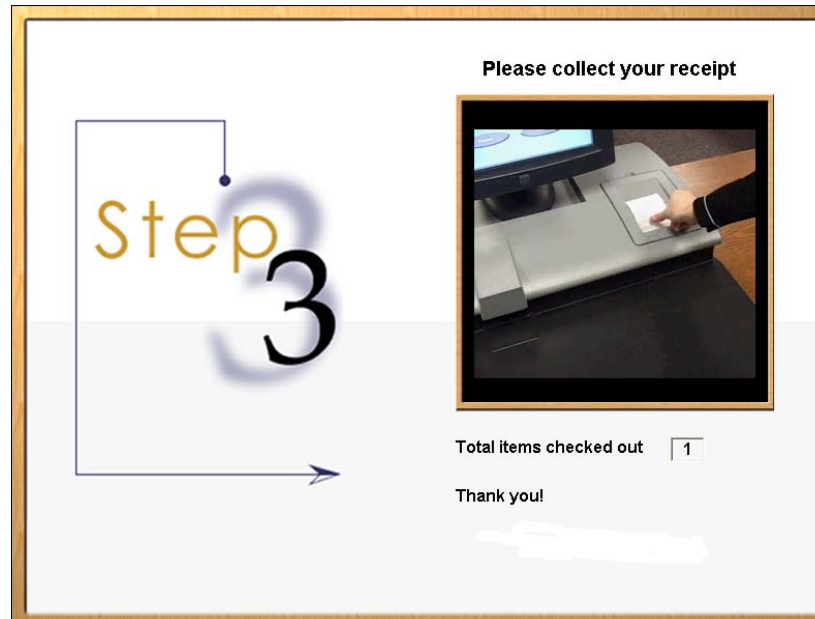 Please collect your receipt
Step
3
Total items checked out 1
Thank you!